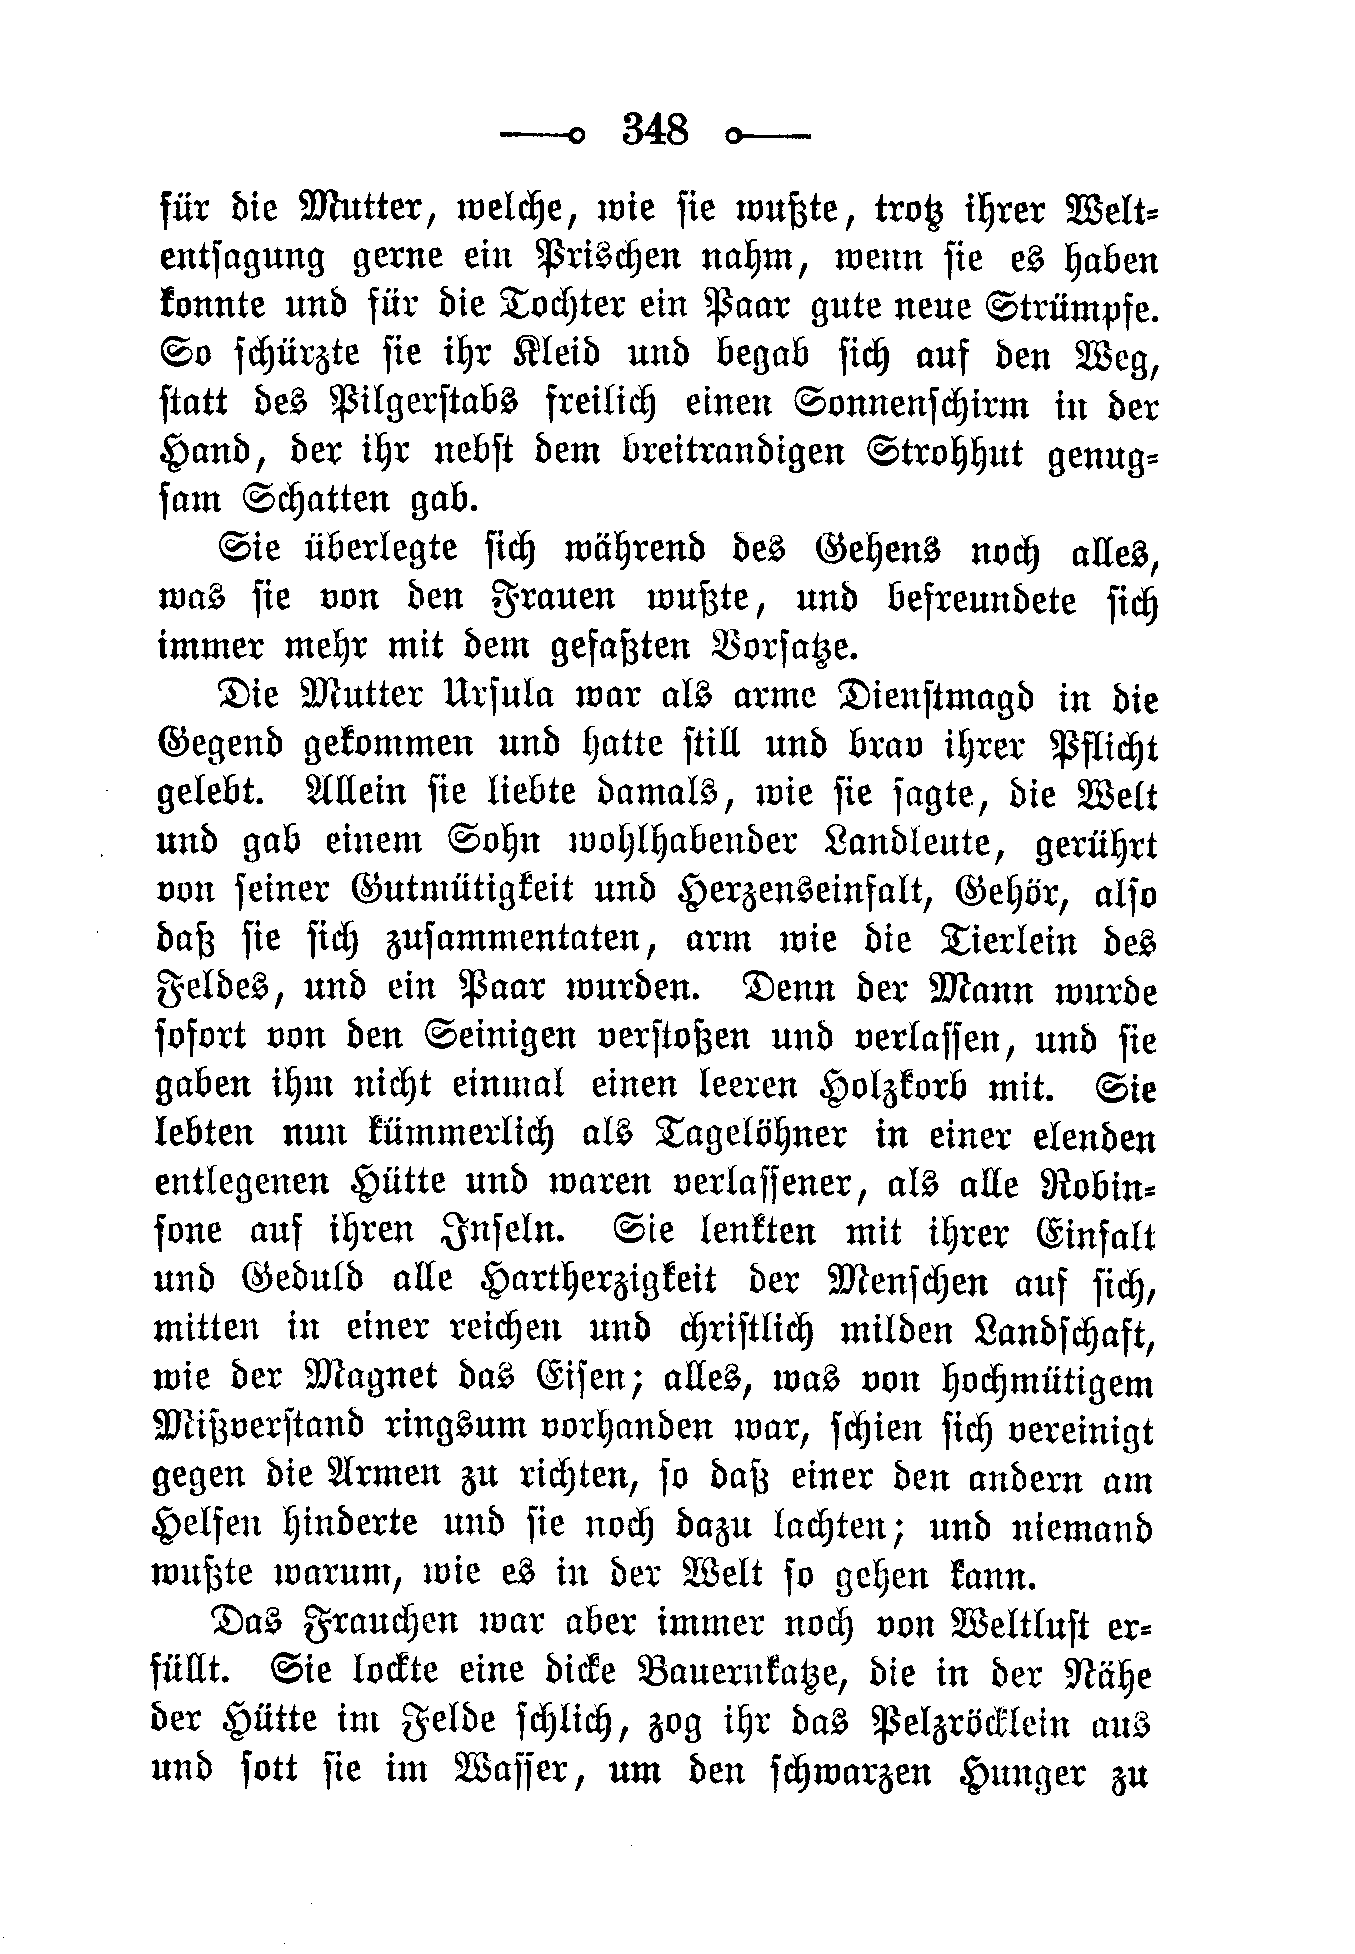 348
für die Mutter, welche, wie sie wußte, trotz ihrer Welt-
entsagung gerne ein Prischen nahm, wenn sie es haben
konnte und für die Tochter ein Paar gute neue Strümpfe.
So schürzte sie ihr Kleid und begab sich auf den Weg,
statt des Pilgerstabs freilich einen Sonnenschirm in der
Hand, der ihr nebst dem breitrandigen Strohhut genug-
sam Schatten gab.
Sie überlegte sich während des Gehens noch alles,
was sie von den Frauen wußte, und befreundete sich
immer mehr mit dem gefaßten Vorsatze.
Die Mutter Ursula war als arme Dienstmagd in die
Gegend gekommen und hatte still und brav ihrer Pflicht
gelebt. Allein sie liebte damals, wie sie sagte, die Welt
und gab einem Sohn wohlhabender Landleute, gerührt
von seiner Gutmütigkeit und Herzenseinfalt, Gehör, also
daß sie sich zusammentaten, arm wie die Tierlein des
Feldes, und ein Paar wurden. Denn der Mann wurde
sofort von den Seinigen verstoßen und verlassen, und sie
gaben ihm nicht einmal einen leeren Holzkorb mit. Sie
lebten nun kümmerlich als Tagelöhner in einer elenden
entlegenen Hütte und waren verlassener, als alle Robin-
sone auf ihren Inseln. Sie lenkten mit ihrer Einfalt
und Geduld alle Hartherzigkeit der Menschen auf sich,
mitten in einer reichen und christlich milden Landschaft,
wie der Magnet das Eisen; alles, was von hochmütigem
Mißverstand ringsum vorhanden war, schien sich vereinigt
gegen die Armen zu richten, so daß einer den andern am
Helfen hinderte und sie noch dazu lachten; und niemand
wußte warum, wie es in der Welt so gehen kann.
Das Frauchen war aber immer noch von Weltlust er-
füllt. Sie lockte eine dicke Bauernkatze, die in der Nähe
der Hütte im Felde schlich, zog ihr das Pelzröcklein aus
und sott sie im Wasser, um den schwarzen Hunger zu